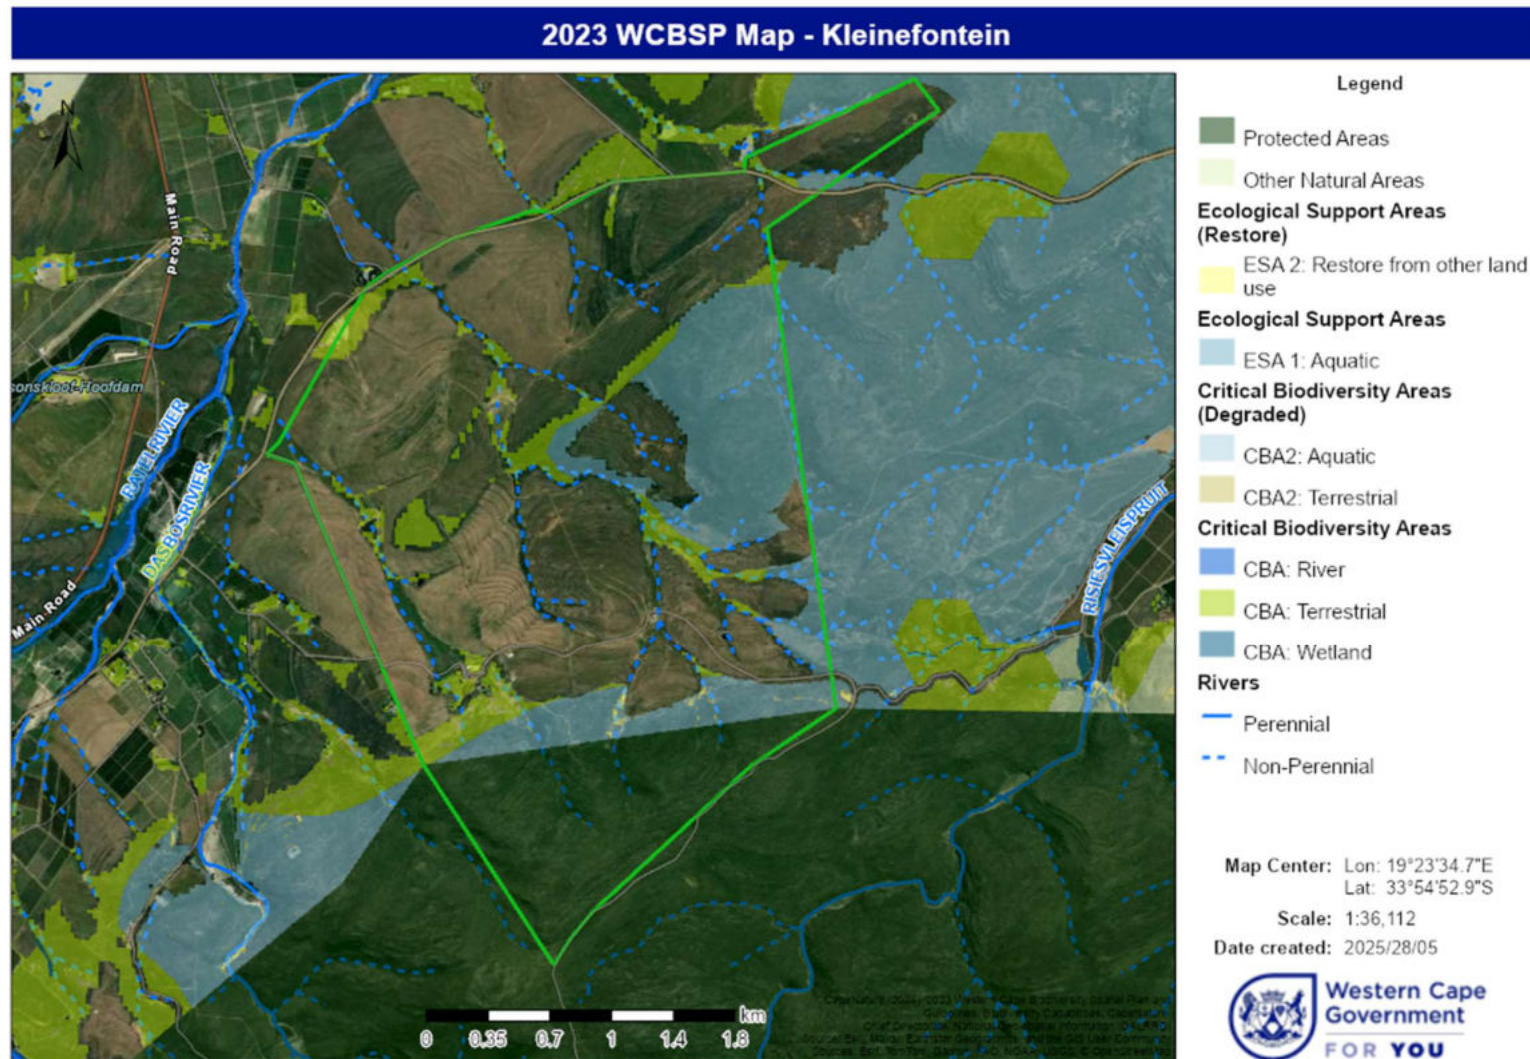 2023 WCBSP Map - Kleinefontein
N
Main Road
sonskloof-Hoofdam
RATELRIVIER
DASBOSRIVIER
Main Road
RISIESVLEISPRUIT
km
0 0.35 0.7 1 1.4 1.8
Legend
Protected Areas
Other Natural Areas
Ecological Support Areas
(Restore)
ESA 2: Restore from other land
use
Ecological Support Areas
ESA 1: Aquatic
Critical Biodiversity Areas
(Degraded)
CBA2: Aquatic
CBA2: Terrestrial
Critical Biodiversity Areas
CBA: River
CBA: Terrestrial
CBA: Wetland
Rivers
Perennial
Non-Perennial
Map Center: Lon: 19°23'34.7"E
Lat: 33°54'52.9"S
Scale: 1:36,112
Date created: 2025/28/05
Western Cape
Government
FOR YOU